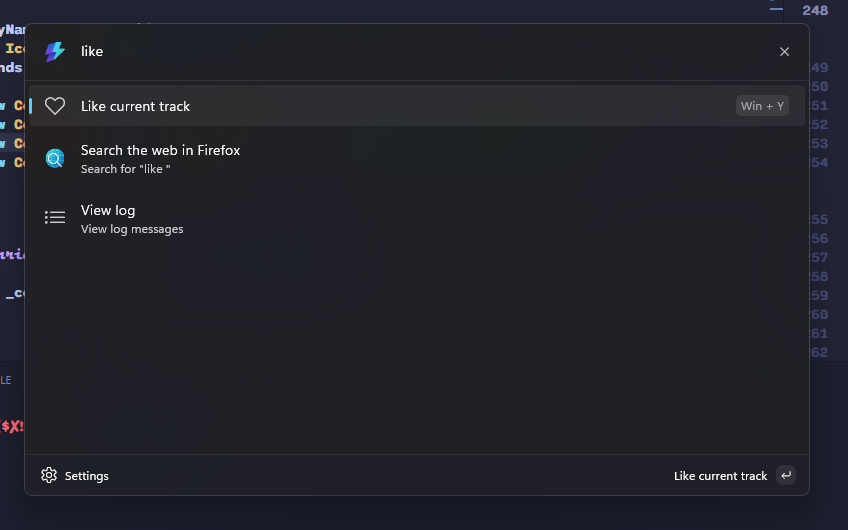 248
like
Like current track
Win + Y
Search the web in Firefox
Search for "like "
View log
View log messages
Settings
Like current track